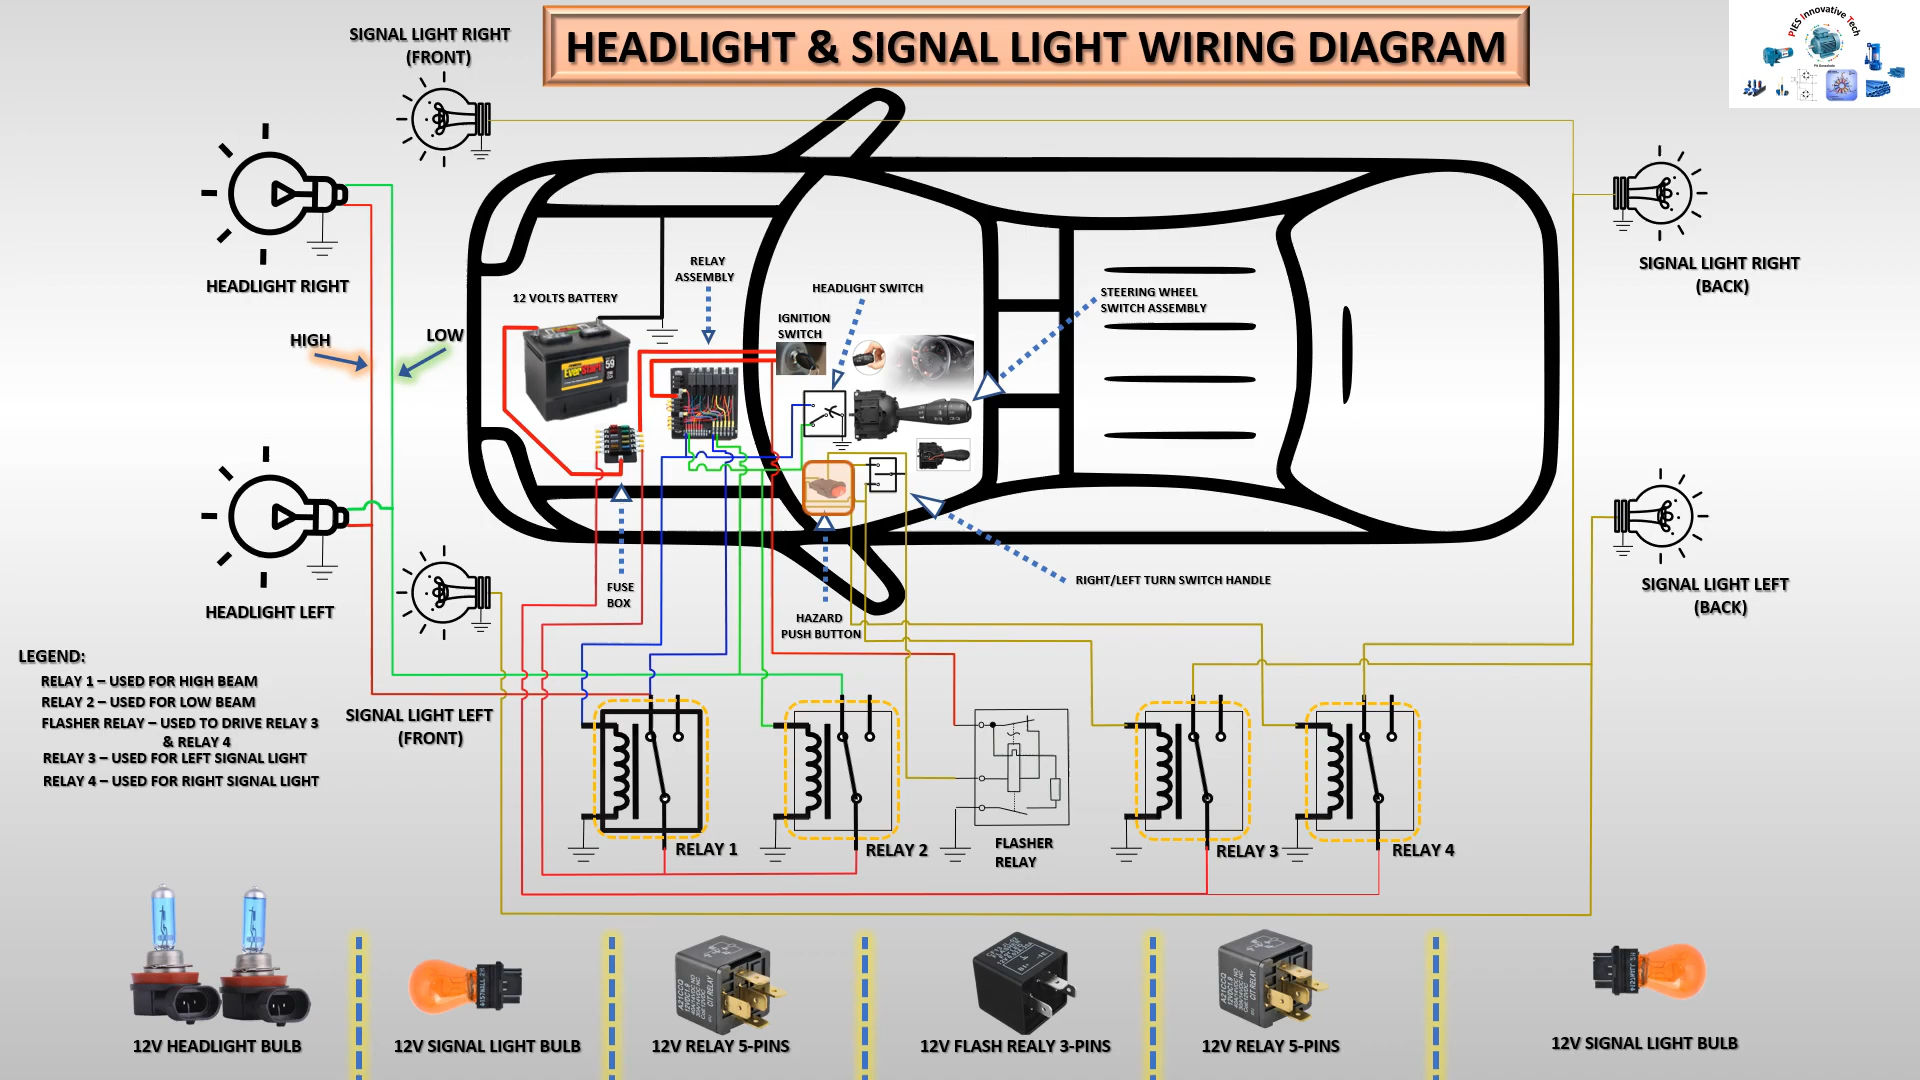 HEADLIGHT & SIGNAL LIGHT WIRING DIAGRAM
PIES Innovative Tech
SIGNAL LIGHT RIGHT
(FRONT)
HEADLIGHT RIGHT
HIGH
LOW
HEADLIGHT LEFT
12 VOLTS BATTERY
EverStart
59
RELAY
ASSEMBLY
HEADLIGHT SWITCH
IGNITION
SWITCH
STEERING WHEEL
SWITCH ASSEMBLY
SIGNAL LIGHT RIGHT
(BACK)
SIGNAL LIGHT LEFT
(BACK)
FUSE
BOX
HAZARD
PUSH BUTTON
RIGHT/LEFT TURN SWITCH HANDLE
LEGEND:
RELAY 1 – USED FOR HIGH BEAM
RELAY 2 – USED FOR LOW BEAM
FLASHER RELAY – USED TO DRIVE RELAY 3
& RELAY 4
RELAY 3 – USED FOR LEFT SIGNAL LIGHT
RELAY 4 – USED FOR RIGHT SIGNAL LIGHT
SIGNAL LIGHT LEFT
(FRONT)
RELAY 1
RELAY 2
FLASHER
RELAY
RELAY 3
RELAY 4
12V HEADLIGHT BULB
12V SIGNAL LIGHT BULB
12V RELAY 5-PINS
12V FLASH REALY 3-PINS
12V RELAY 5-PINS
12V SIGNAL LIGHT BULB